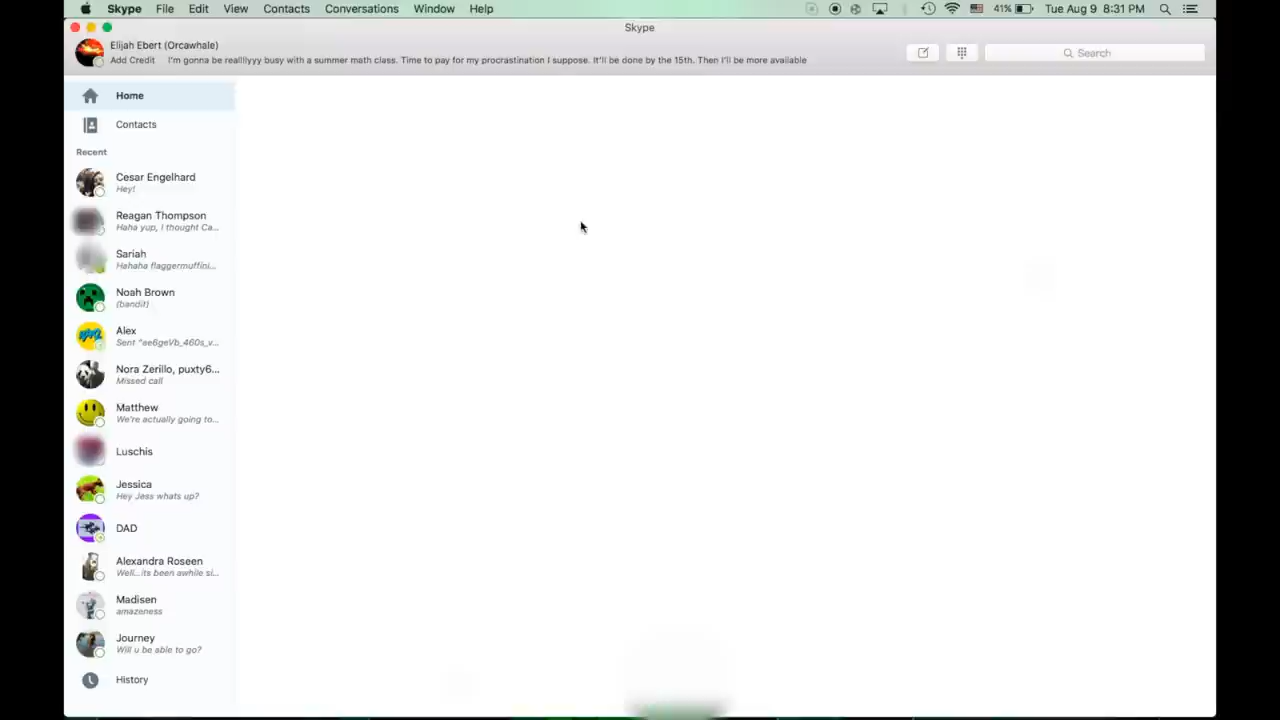 Skype File Edit View Contacts Conversations Window Help 41% Tue Aug 9 8:31 PM
Skype
Elijah Ebert (Orcawhale)
Add Credit I'm gonna be realllyyy busy with a summer math class. Time to pay for my procrastination I suppose. It'll be done by the 15th. Then I'll be more available
Search
Home
Contacts
Recent
Cesar Engelhard
Hey!
Reagan Thompson
Haha yup, I thought Ca...
Sariah
Hahaha flaggermuffini...
Noah Brown
(bandit)
Alex
Sent "ee6geVb_460s_v...
Nora Zerillo, puxty6...
Missed call
Matthew
We're actually going to...
Luschis
Jessica
Hey Jess whats up?
DAD
Alexandra Roseen
Well...its been awhile si...
Madisen
amazeness
Journey
Will u be able to go?
History